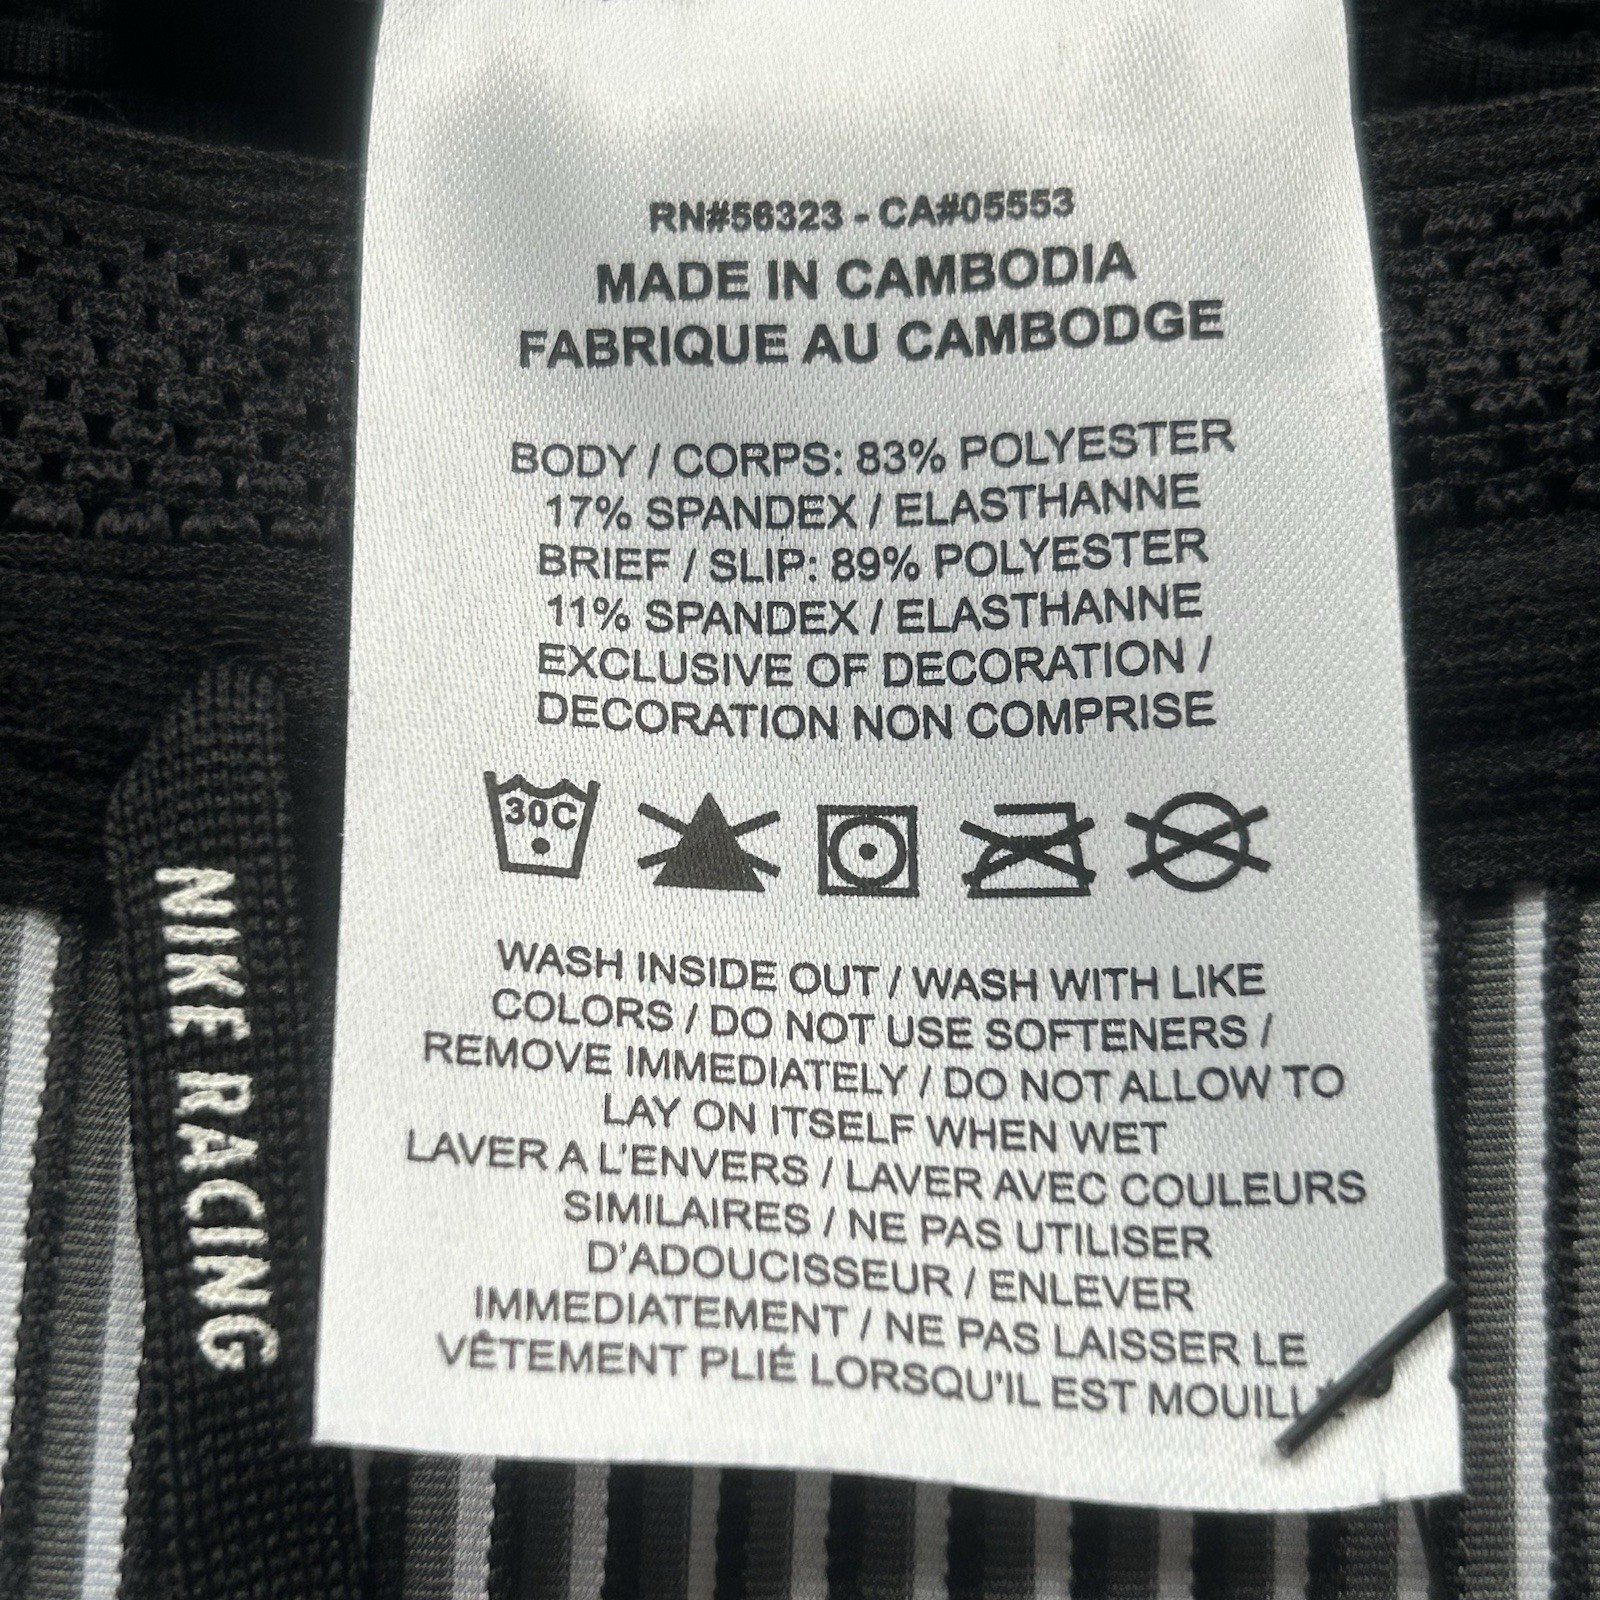 RN#56323 - CA#05553
MADE IN CAMBODIA
FABRIQUE AU CAMBODGE
BODY / CORPS: 83% POLYESTER
17% SPANDEX / ELASTHANNE
BRIEF / SLIP: 89% POLYESTER
11% SPANDEX / ELASTHANNE
EXCLUSIVE OF DECORATION /
DECORATION NON COMPRISE
30C
WASH INSIDE OUT / WASH WITH LIKE
COLORS / DO NOT USE SOFTENERS /
REMOVE IMMEDIATELY / DO NOT ALLOW TO
LAY ON ITSELF WHEN WET
LAVER A L'ENVERS / LAVER AVEC COULEURS
SIMILAIRES / NE PAS UTILISER
D'ADOUCISSEUR / ENLEVER
IMMEDIATEMENT / NE PAS LAISSER LE
VÊTEMENT PLIÉ LORSQU'IL EST MOUILLÉ
NIKE RACING